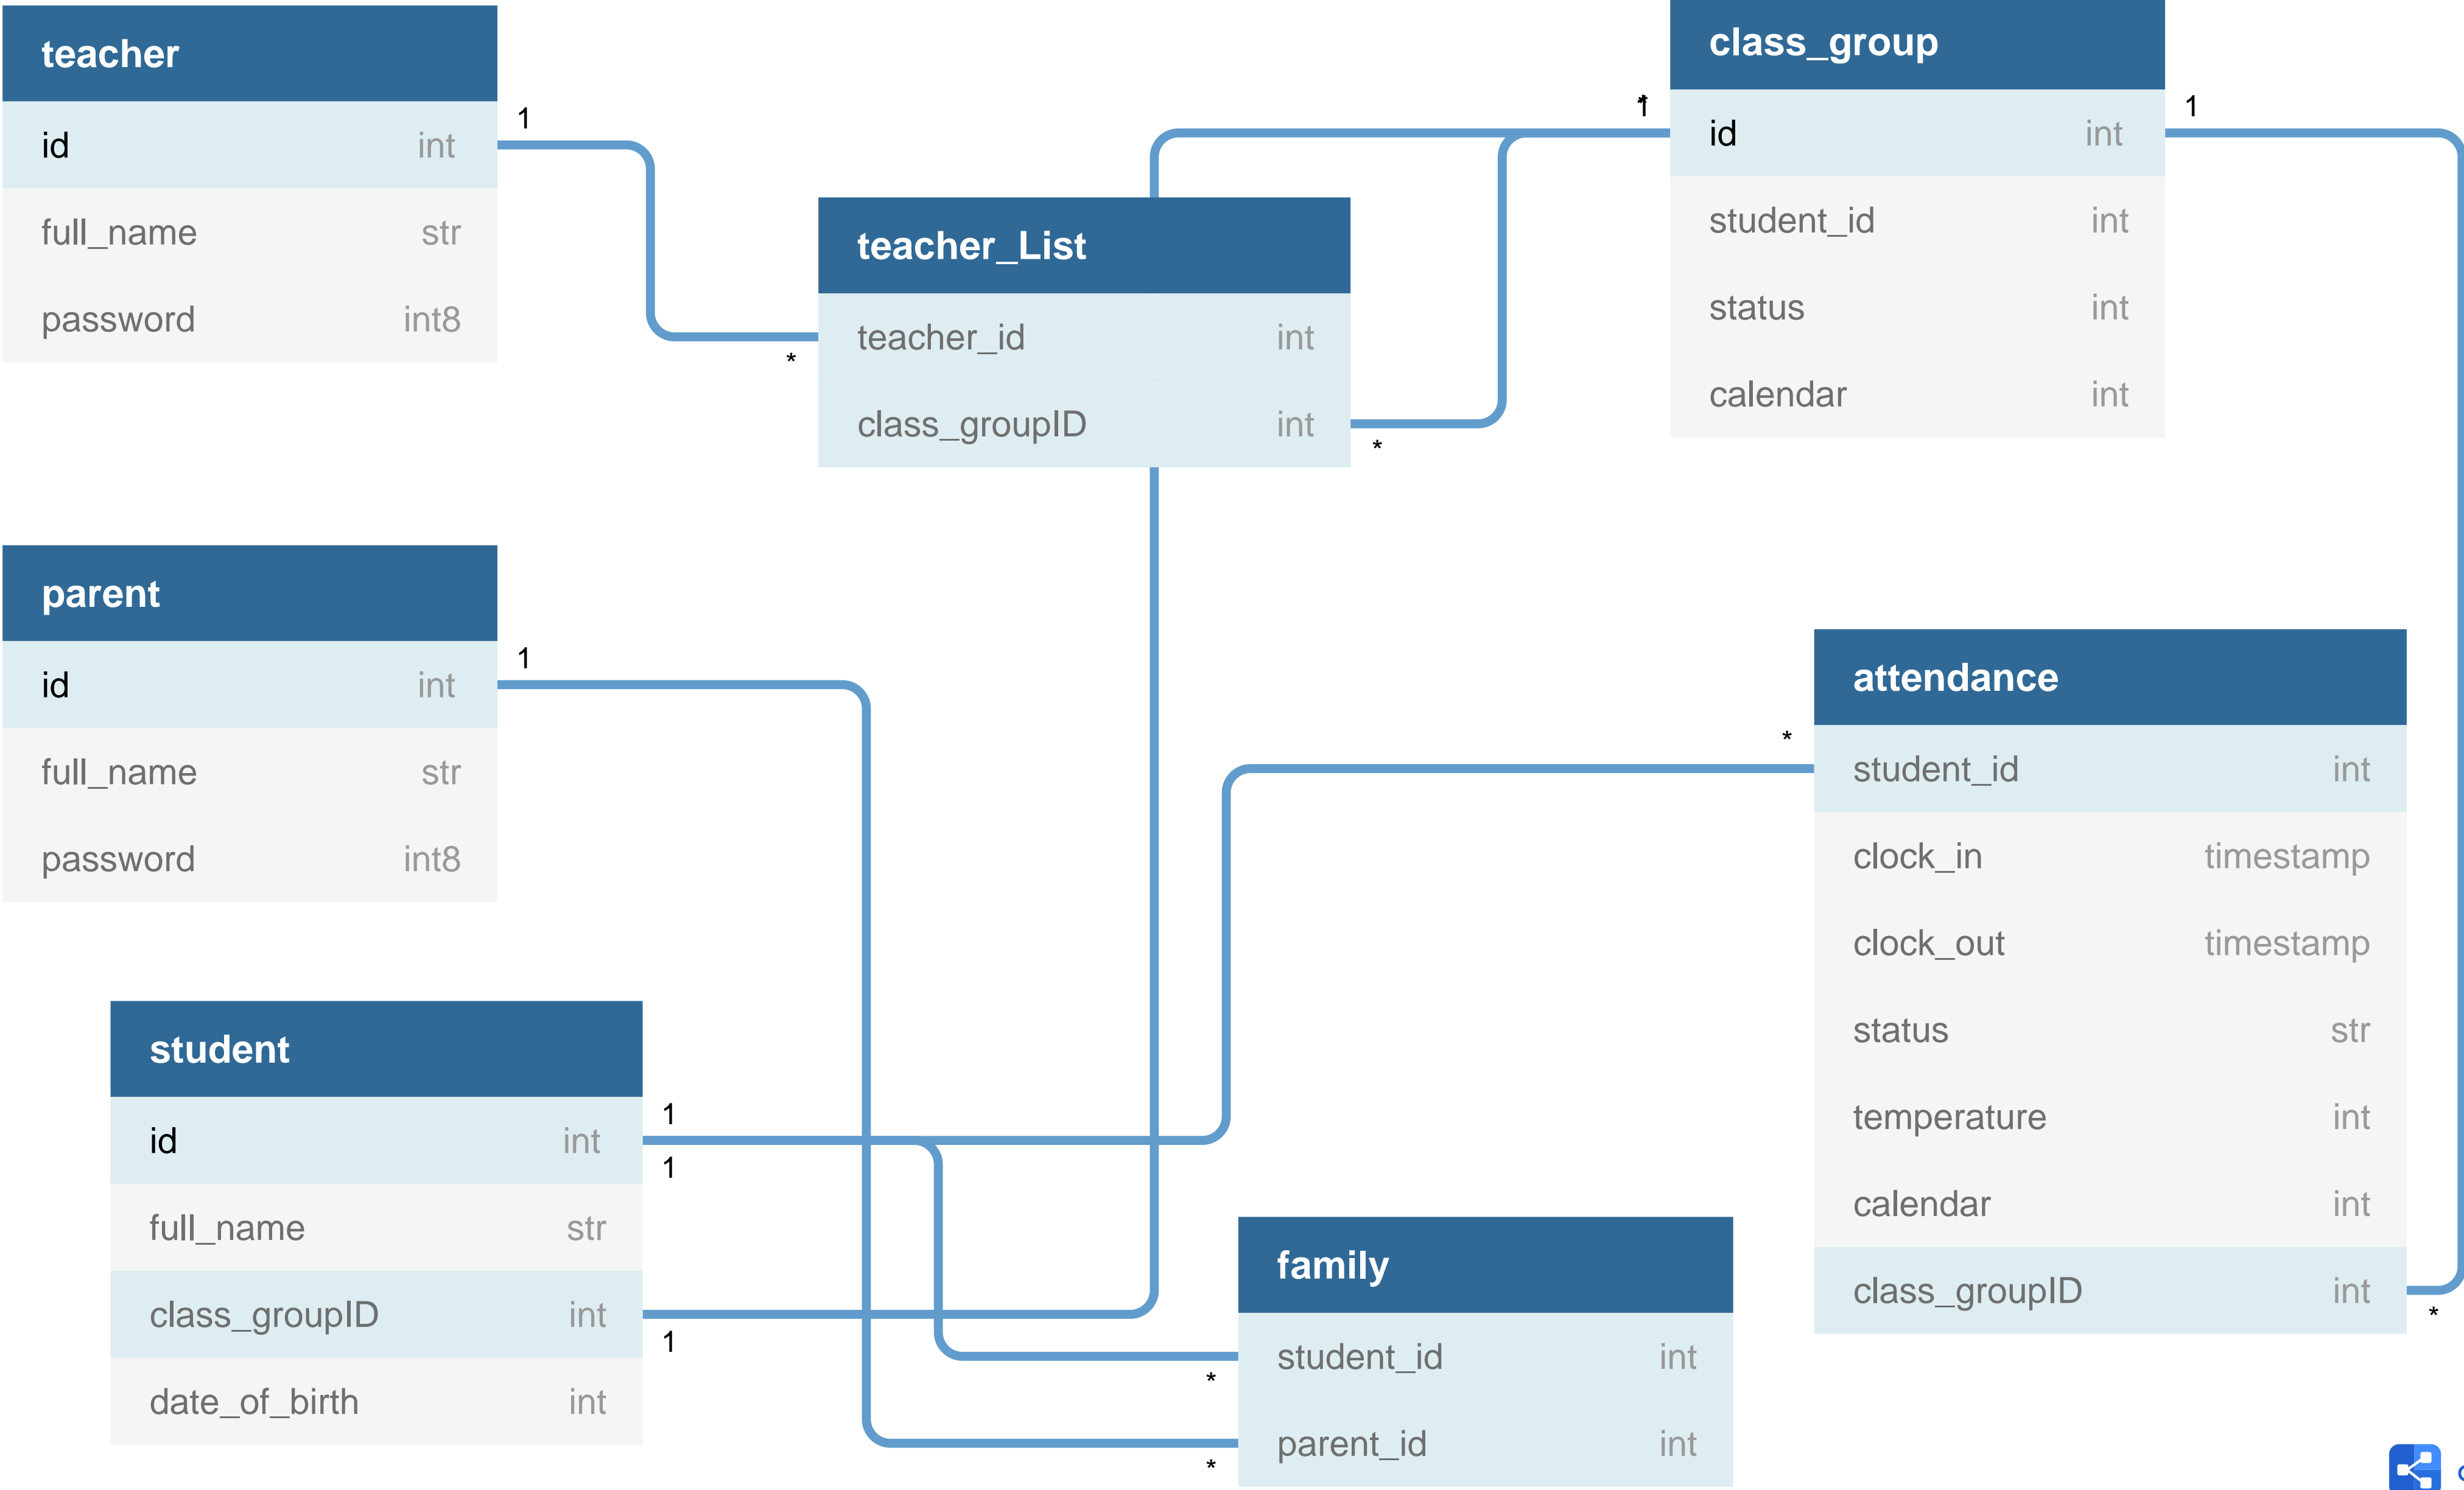 teacher
id int
full_name str
password int8
1
*
teacher_List
teacher_id int
class_groupID int
*
class_group
id int
student_id int
status int
calendar int
1
*
1
parent
id int
full_name str
password int8
1
student
id int
full_name str
class_groupID int
date_of_birth int
1
1
1
family
student_id int
parent_id int
*
*
attendance
student_id int
clock_in timestamp
clock_out timestamp
status str
temperature int
calendar int
class_groupID int
*
*